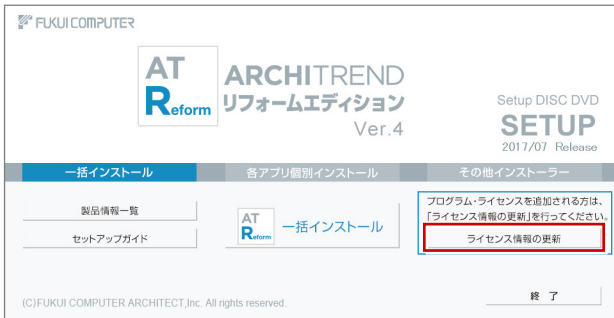 FUKUI COMPUTER
AT
Reform
ARCHITREND
リフォームエディション
Ver.4
Setup DISC DVD
SETUP
2017/07 Release
一括インストール
各アプリ個別インストール
その他インストーラー
製品情報一覧
セットアップガイド
AT
Reform
一括インストール
プログラム・ライセンスを追加される方は、
「ライセンス情報の更新」を行ってください。
ライセンス情報の更新
(C)FUKUI COMPUTER ARCHITECT,Inc. All rights reserved.
終 了